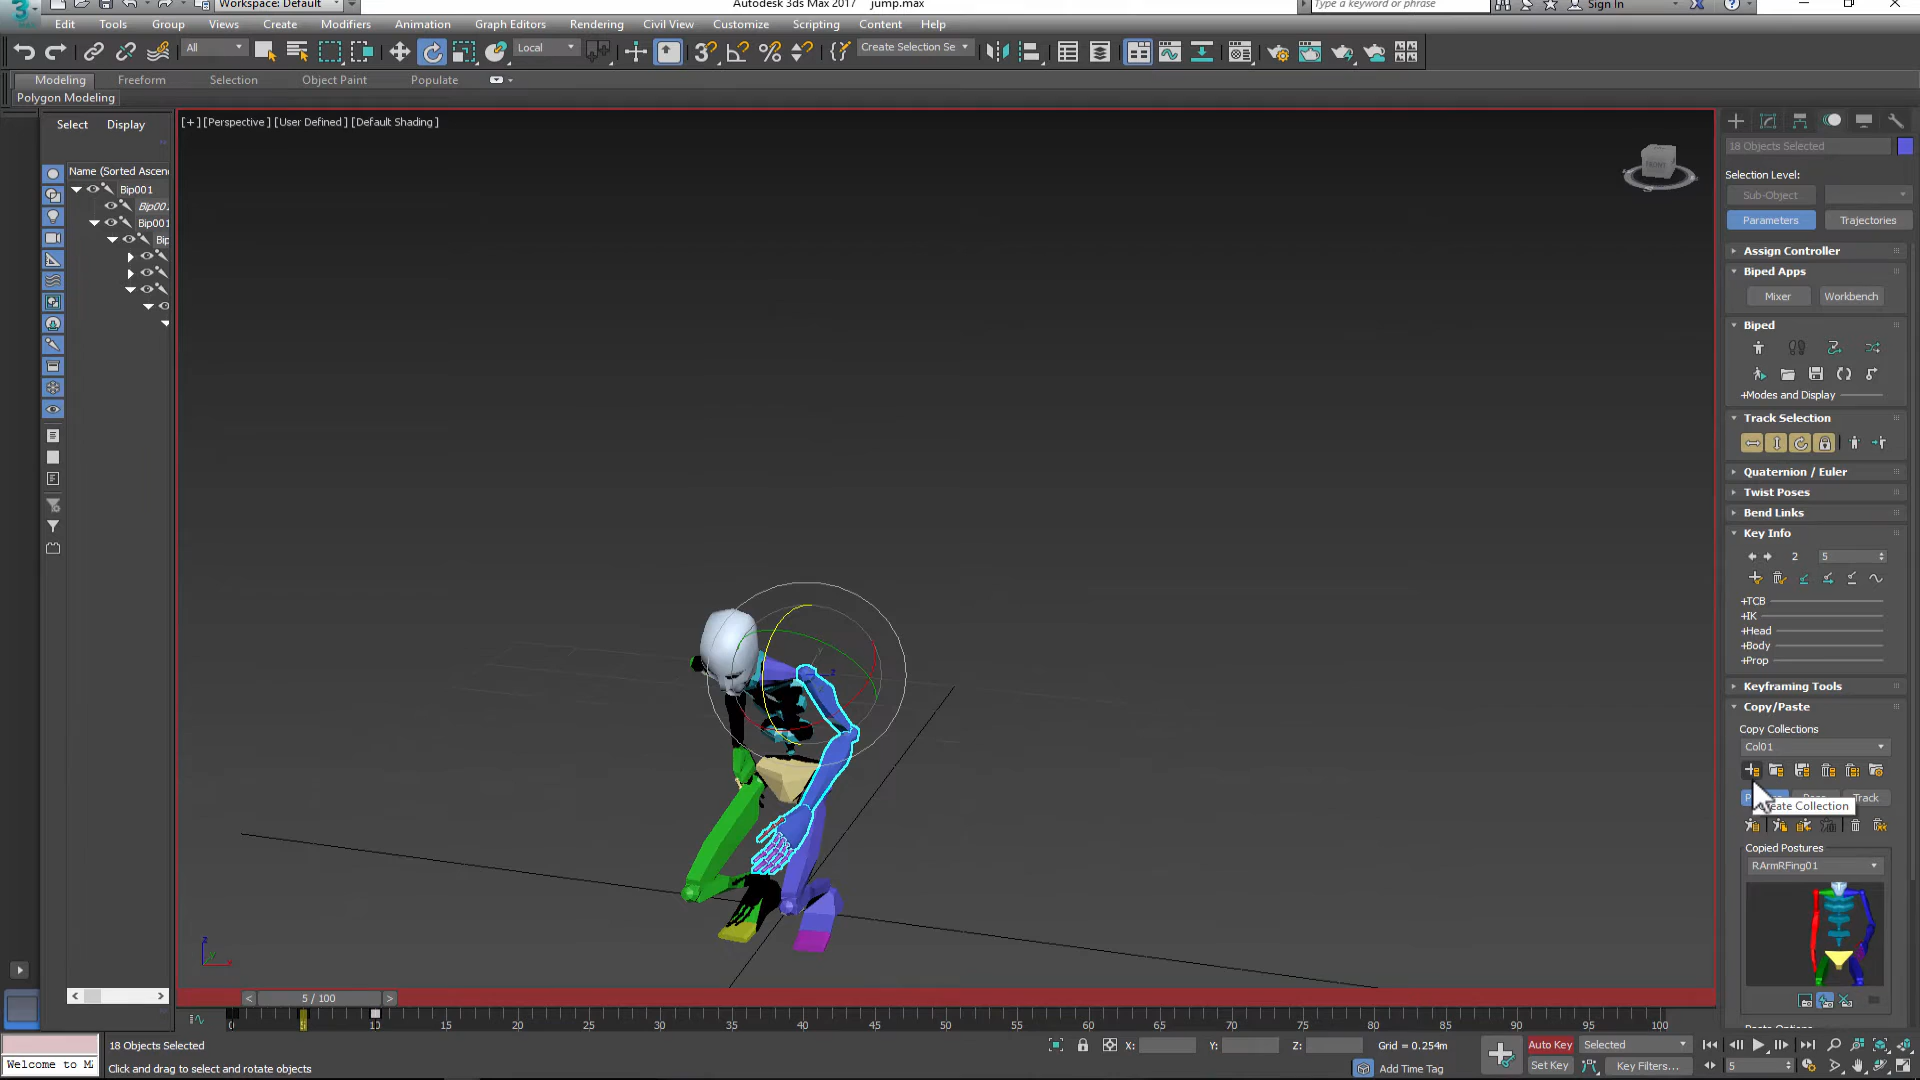 Workspace: Default
Autodesk 3ds Max 2017 jump.max
Type a keyword or phrase
Sign In
Edit Tools Group Views Create Modifiers Animation Graph Editors Rendering Civil View Customize Scripting Content Help
All
Local
Create Selection Se
Modeling Freeform Selection Object Paint Populate
Polygon Modeling
Select Display
[+] [Perspective] [User Defined] [Default Shading]
Name (Sorted Ascen
Bip001
Bip00
Bip001
Bip
FRONT
18 Objects Selected
Selection Level:
Sub-Object
Parameters Trajectories
Assign Controller
Biped Apps
Mixer Workbench
Biped
+Modes and Display
Track Selection
Quaternion / Euler
Twist Poses
Bend Links
Key Info
2 5
+TCB
+IK
+Head
+Body
+Prop
Keyframing Tools
Copy/Paste
Copy Collections
Col01
Track
Create Collection
Copied Postures
RArmRFing01
5 / 100
0 5 10 15 20 25 30 35 40 45 50 55 60 65 70 75 80 85 90 95 100
18 Objects Selected
X: Y: Z: Grid = 0.254m
Auto Key Selected
Welcome to M
Click and drag to select and rotate objects
Add Time Tag
Set Key Key Filters...
5